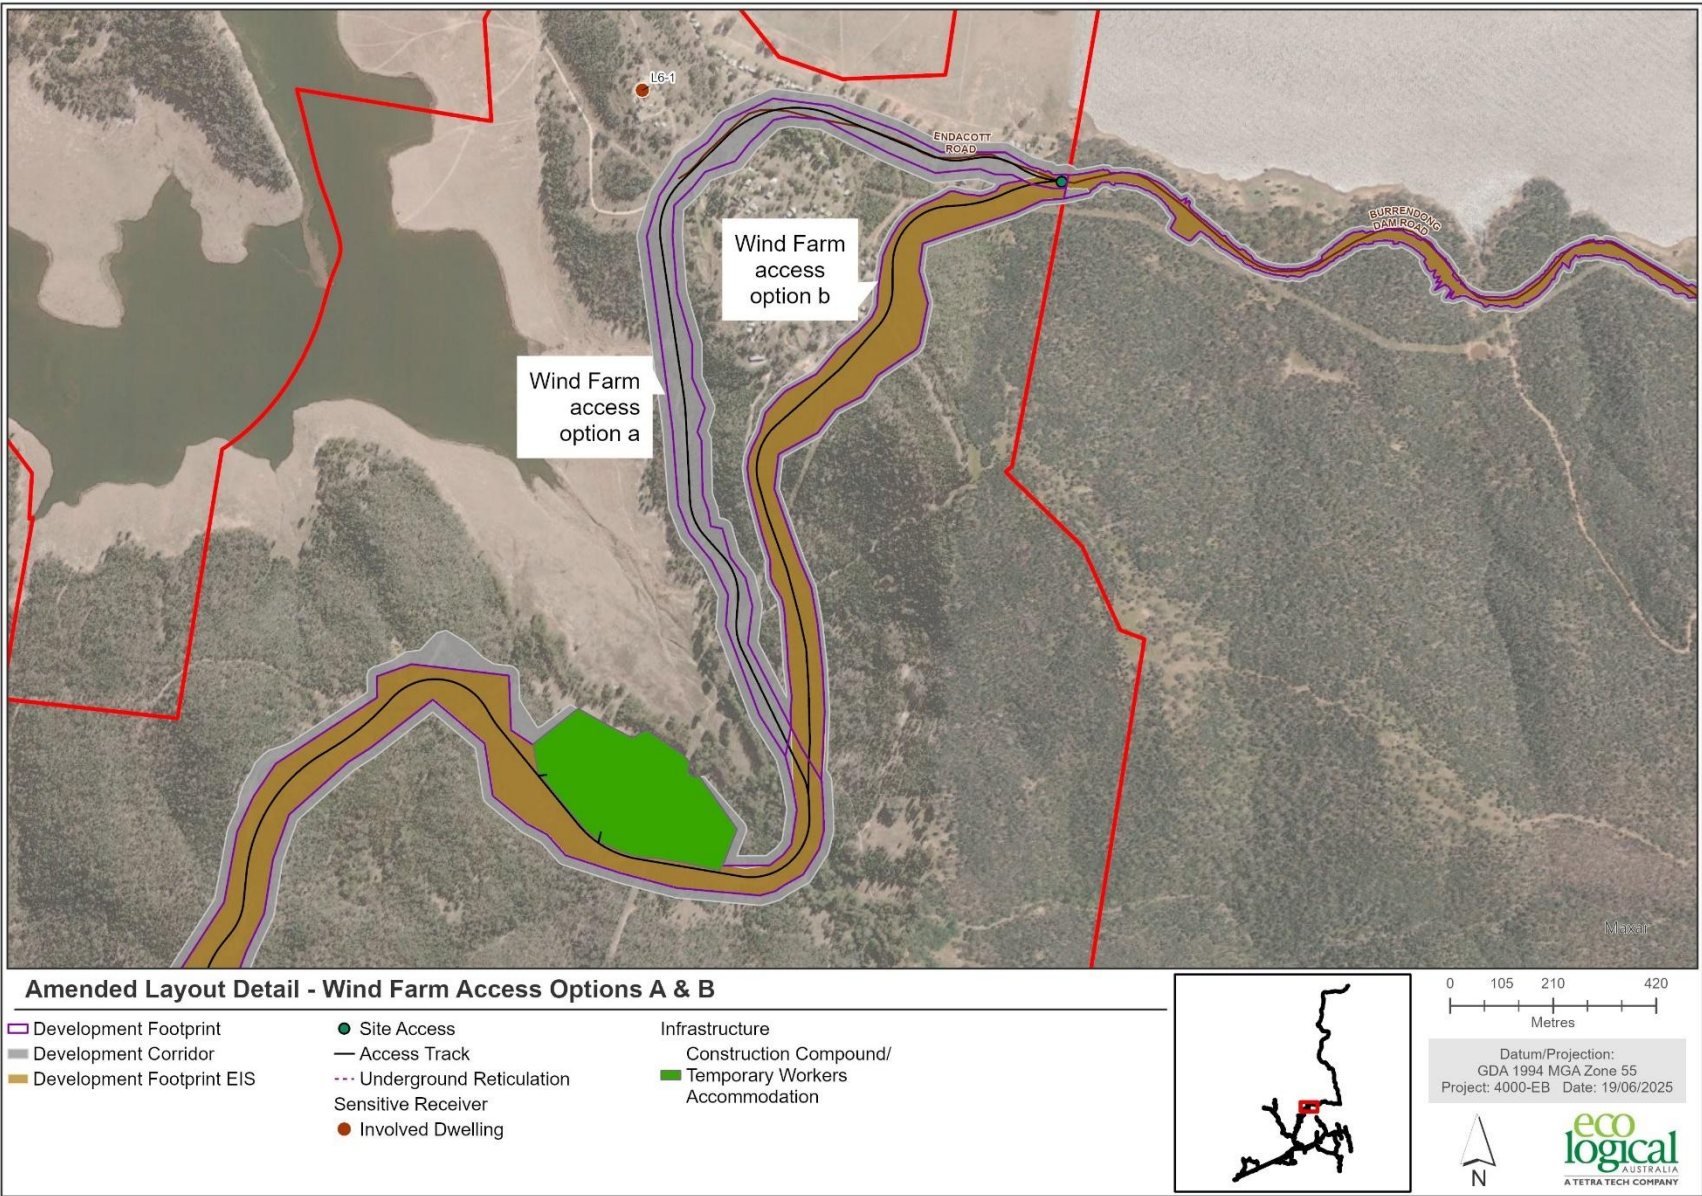 L6-1
ENDACOTT
ROAD
BURRENDONG
DAM ROAD
Wind Farm
access
option b
Wind Farm
access
option a
Maxar
Amended Layout Detail - Wind Farm Access Options A & B
Development Footprint
Development Corridor
Development Footprint EIS
Site Access
Access Track
Underground Reticulation
Sensitive Receiver
Involved Dwelling
Infrastructure
Construction Compound/
Temporary Workers
Accommodation
0 105 210 420
Metres
Datum/Projection:
GDA 1994 MGA Zone 55
Project: 4000-EB Date: 19/06/2025
N
eco
logical
AUSTRALIA
A TETRA TECH COMPANY